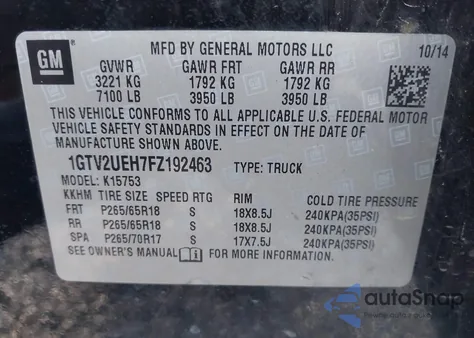 GM
MFD BY GENERAL MOTORS LLC
10/14
GVWR GAWR FRT GAWR RR
3221 KG 1792 KG 1792 KG
7100 LB 3950 LB 3950 LB
THIS VEHICLE CONFORMS TO ALL APPLICABLE U.S. FEDERAL MOTOR
VEHICLE SAFETY STANDARDS IN EFFECT ON THE DATE OF
MANUFACTURE SHOWN ABOVE.
1GTV2UEH7FZ192463 TYPE: TRUCK
MODEL: K15753
KKHM TIRE SIZE SPEED RTG RIM COLD TIRE PRESSURE
FRT P265/65R18 S 18X8.5J 240KPA(35PSI)
RR P265/65R18 S 18X8.5J 240KPA(35PSI)
SPA P265/70R17 S 17X7.5J 240KPA(35PSI)
SEE OWNER'S MANUAL FOR MORE INFORMATION.
autoSnap